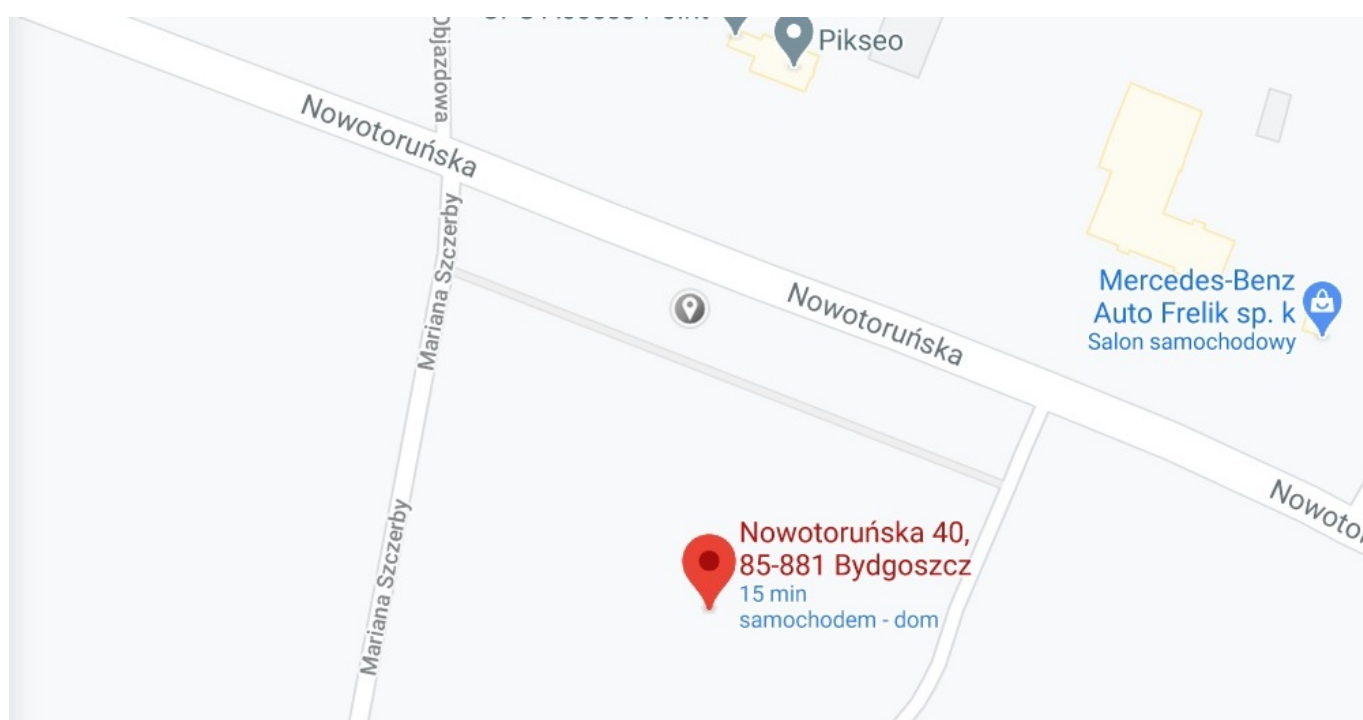 Objazdowa
Pikseo
Nowotoruńska
Mariana Szczerby
Mercedes-Benz
Auto Frelik sp. k
Salon samochodowy
Nowotoruńska
Mariana Szczerby
Nowotoruńska 40,
85-881 Bydgoszcz
15 min
samochodem - dom